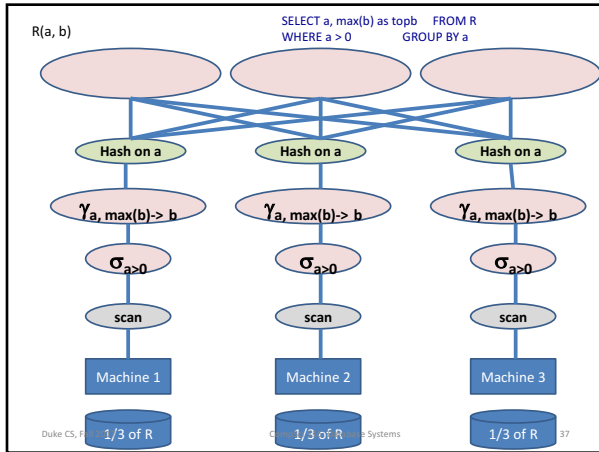 R(a, b)
SELECT a, max(b) as topb FROM R
WHERE a > 0 GROUP BY a
Hash on a Hash on a Hash on a
γa, max(b)-> b γa, max(b)-> b γa, max(b)-> b
σa>0 σa>0 σa>0
scan scan scan
Machine 1 Machine 2 Machine 3
1/3 of R 1/3 of R 1/3 of R
Duke CS, Systems 37